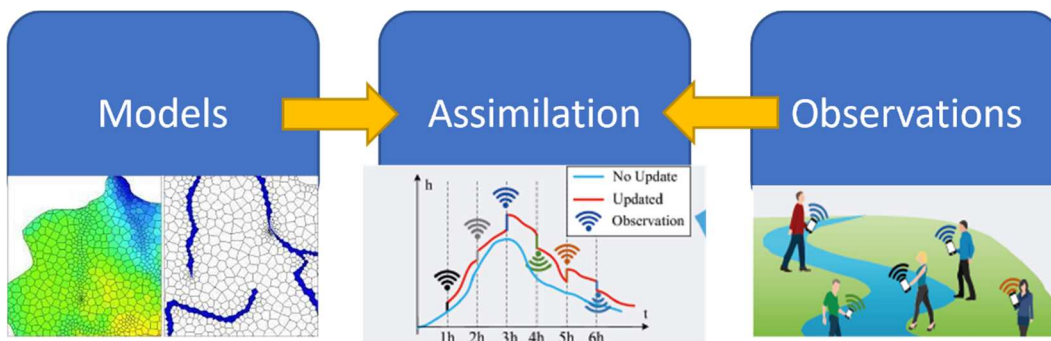 Models
Assimilation
Observations
h
No Update
Updated
Observation
t
1h 2h 3h 4h 5h 6h